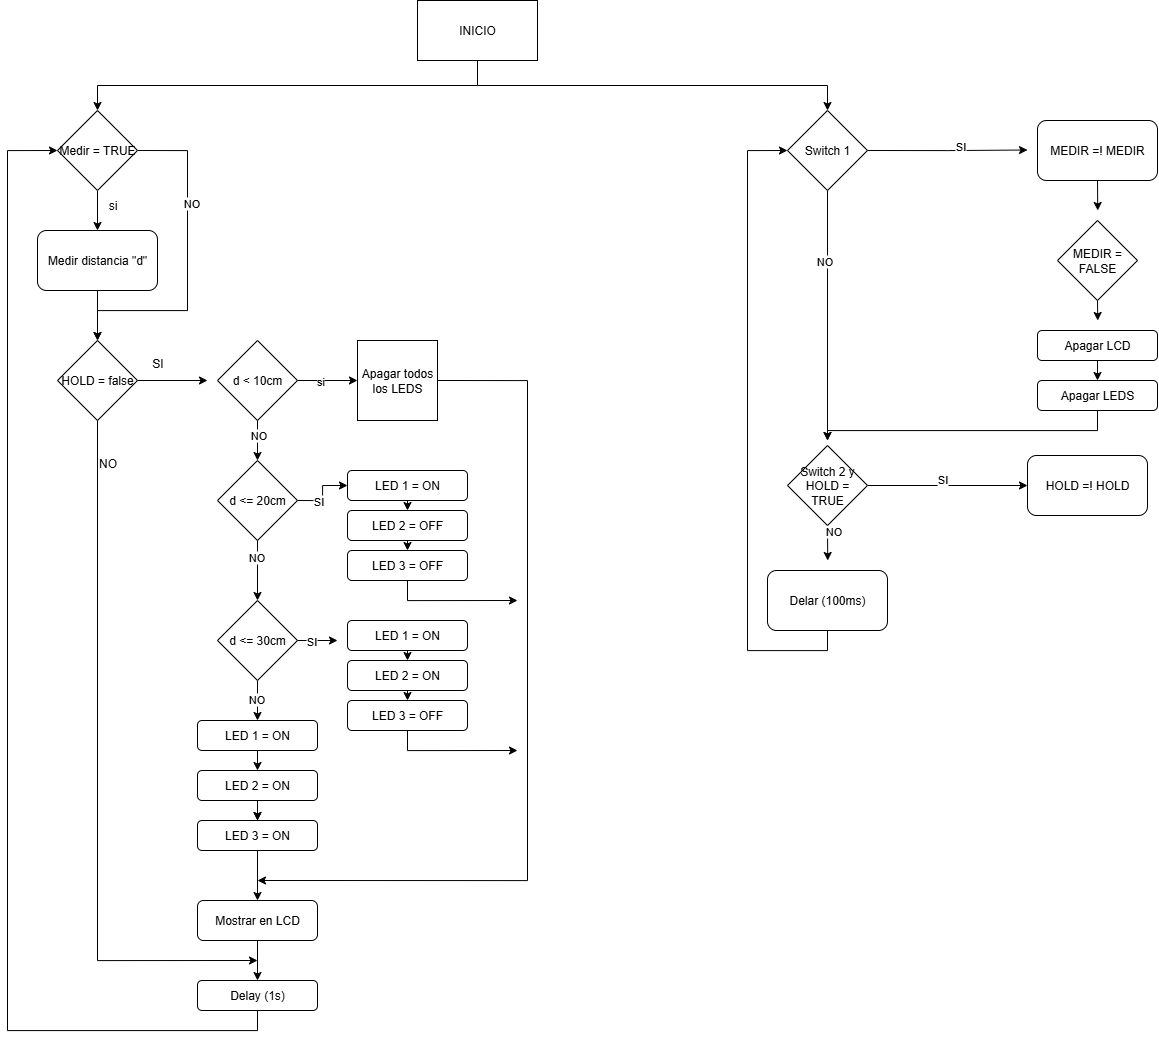 INICIO
Medir = TRUE
si
NO
Medir distancia "d"
HOLD = false
SI
NO
d < 10cm
si
Apagar todos
los LEDS
NO
d <= 20cm
SI
LED 1 = ON
LED 2 = OFF
LED 3 = OFF
NO
d <= 30cm
SI
LED 1 = ON
LED 2 = ON
LED 3 = OFF
NO
LED 1 = ON
LED 2 = ON
LED 3 = ON
Mostrar en LCD
Delay (1s)
Switch 1
SI
MEDIR =! MEDIR
NO
MEDIR =
FALSE
Apagar LCD
Apagar LEDS
Switch 2 y
HOLD =
TRUE
SI
HOLD =! HOLD
NO
Delar (100ms)